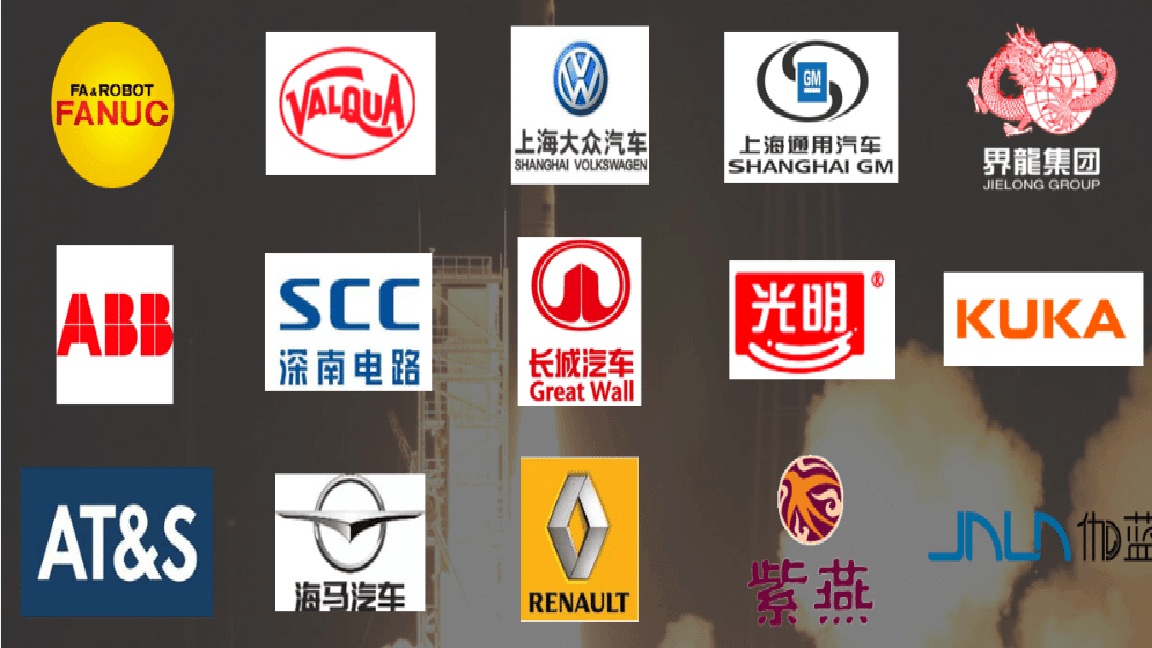 FA&ROBOT
FANUC
VALQUA
上海大众汽车
SHANGHAI VOLKSWAGEN
GM
上海通用汽车
SHANGHAI GM
界龍集团
JIELONG GROUP
ABB
SCC
深南电路
长城汽车
Great Wall
光明
®
KUKA
AT&S
海马汽车
RENAULT
紫燕
JALA 伽蓝